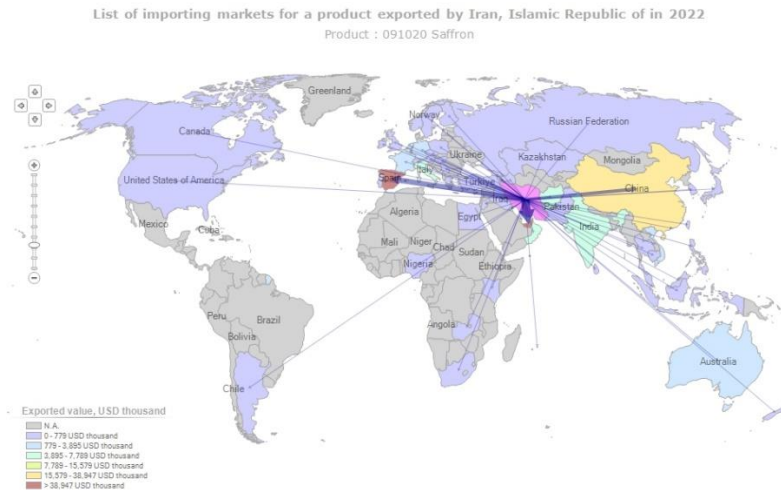 List of importing markets for a product exported by Iran, Islamic Republic of in 2022
Product : 091020 Saffron
Greenland
Norway
Russian Federation
Canada
Ukraine
Kazakhstan
Mongolia
Italy
Spain
United States of America
Türkiye
China
Iraq
Pakistan
Algeria
Egypt
India
Mexico
Cuba
Mali
Niger
Chad
Sudan
Nigeria
Ethiopia
Peru
Brazil
Angola
Bolivia
Australia
Chile
Exported value, USD thousand
N.A.
0 - 779 USD thousand
779 - 3,895 USD thousand
3,895 - 7,789 USD thousand
7,789 - 15,579 USD thousand
15,579 - 38,947 USD thousand
> 38,947 USD thousand